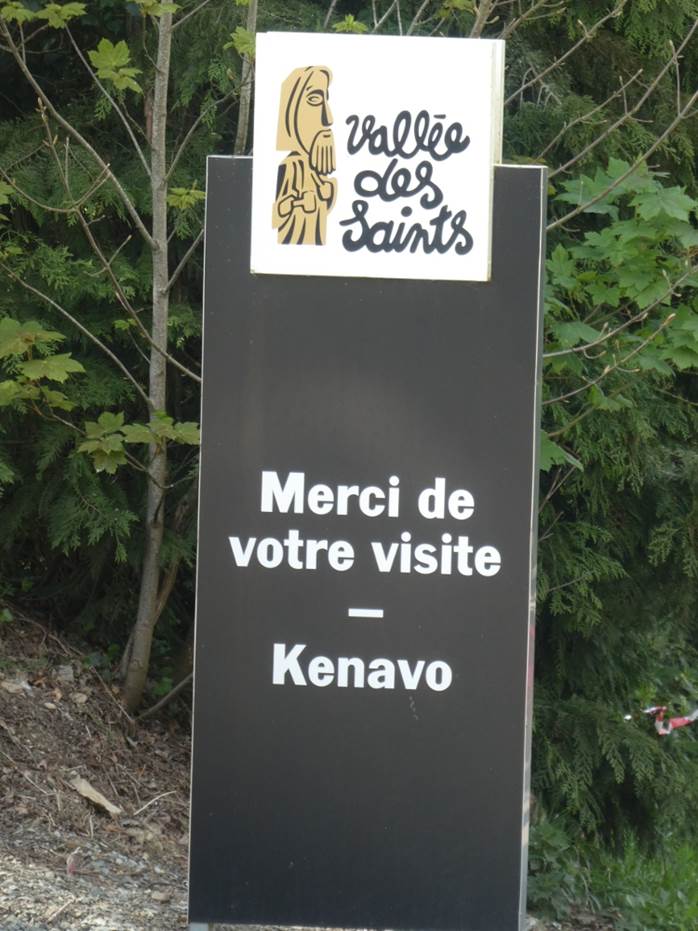 vallée
des
saints
Merci de
votre visite
–
Kenavo